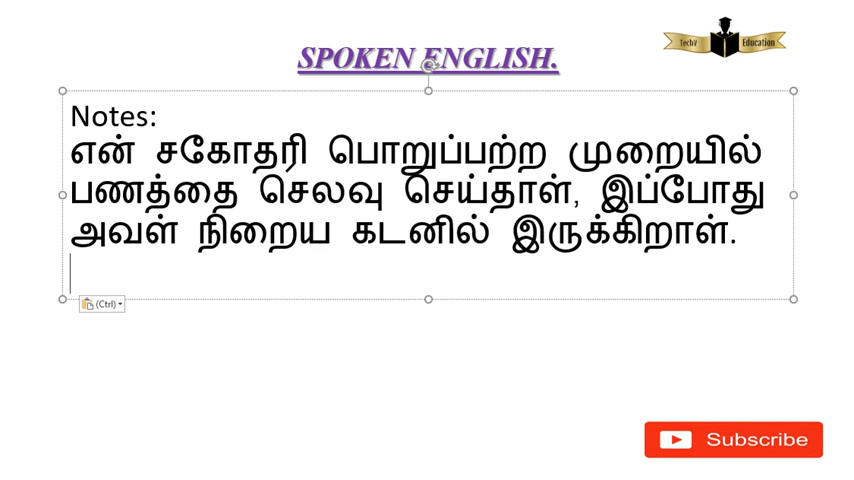 TechV Education
SPOKEN ENGLISH.
Notes:
என் சகோதரி பொறுப்பற்ற முறையில்
பணத்தை செலவு செய்தாள், இப்போது
அவள் நிறைய கடனில் இருக்கிறாள்.
(Ctrl)
Subscribe